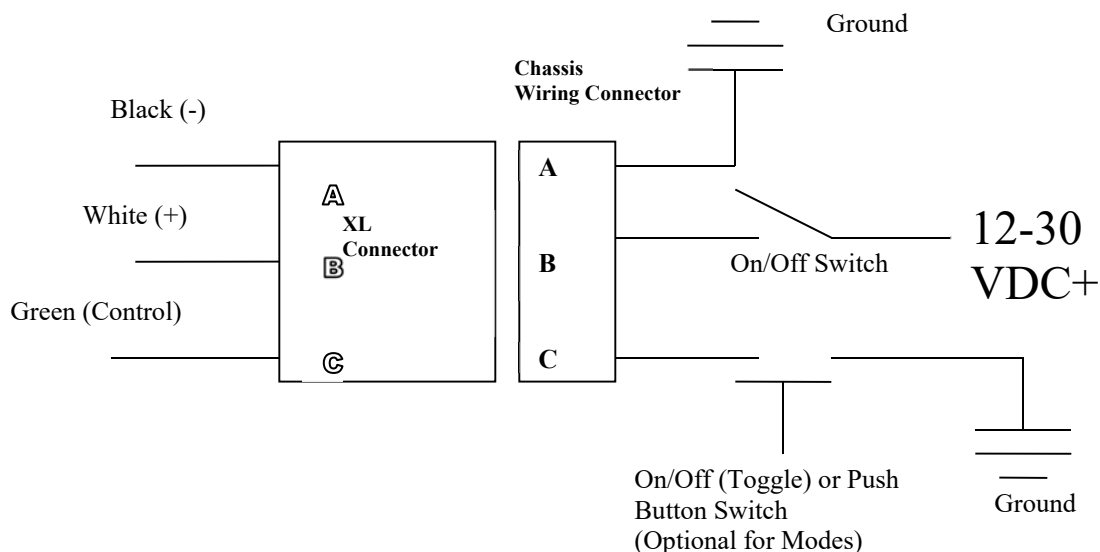 Ground
Chassis
Wiring Connector
Black (-)
A
A
White (+)
XL
Connector
12-30
VDC+
On/Off Switch
B
B
Green (Control)
C
C
On/Off (Toggle) or Push
Button Switch
(Optional for Modes)
Ground